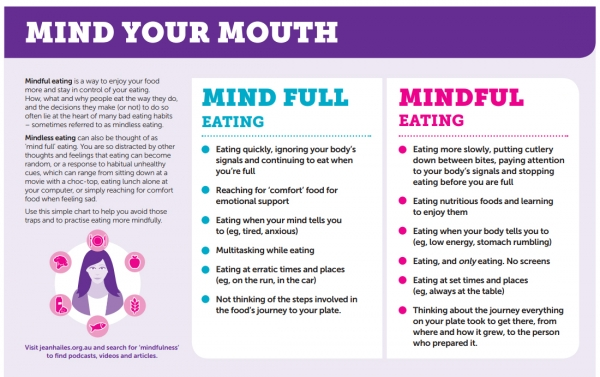 MIND YOUR MOUTH
Mindful eating is a way to enjoy your food
more and stay in control of your eating.
How, what and why people eat the way they do,
and the decisions they make (or not) to do so
often lie at the heart of many bad eating habits
– sometimes referred to as mindless eating.
Mindless eating can also be thought of as
‘mind full’ eating. You are so distracted by other
thoughts and feelings that eating can become
random, or a response to habitual unhealthy
cues, which can range from sitting down at a
movie with a choc-top, eating lunch alone at
your computer, or simply reaching for comfort
food when feeling sad.
Use this simple chart to help you avoid those
traps and to practise eating more mindfully.
Visit jeanhailes.org.au and search for ‘mindfulness’
to find podcasts, videos and articles.
MIND FULL
EATING
Eating quickly, ignoring your body’s
signals and continuing to eat when
you’re full
Reaching for ‘comfort’ food for
emotional support
Eating when your mind tells you
to (eg, tired, anxious)
Multitasking while eating
Eating at erratic times and places
(eg, on the run, in the car)
Not thinking of the steps involved in
the food’s journey to your plate.
MINDFUL
EATING
Eating more slowly, putting cutlery
down between bites, paying attention
to your body’s signals and stopping
eating before you are full
Eating nutritious foods and learning
to enjoy them
Eating when your body tells you to
(eg, low energy, stomach rumbling)
Eating, and only eating. No screens
Eating at set times and places
(eg, always at the table)
Thinking about the journey everything
on your plate took to get there, from
where and how it grew, to the person
who prepared it.